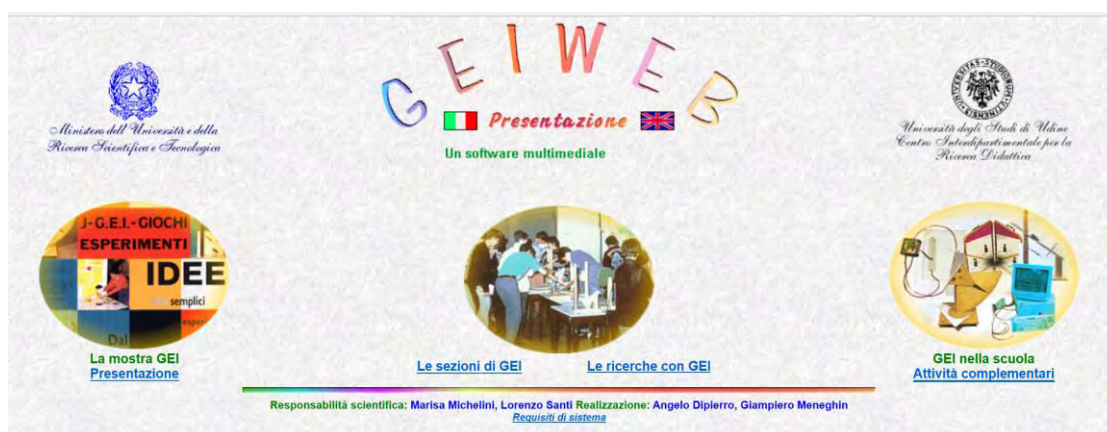 GEIWEB
Presentazione
Un software multimediale
Ministero dell'Università e della
Ricerca Scientifica e Tecnologica
Università degli Studi di Udine
Centro Interdipartimentale per la
Ricerca Didattica
J-G.E.I.-GIOCHI
ESPERIMENTI
IDEE
semplici
Dal
La mostra GEI
Presentazione
Le sezioni di GEI
Le ricerche con GEI
GEI nella scuola
Attività complementari
Responsabilità scientifica: Marisa Michelini, Lorenzo Santi Realizzazione: Angelo Dipierro, Giampiero Meneghin
Requisiti di sistema